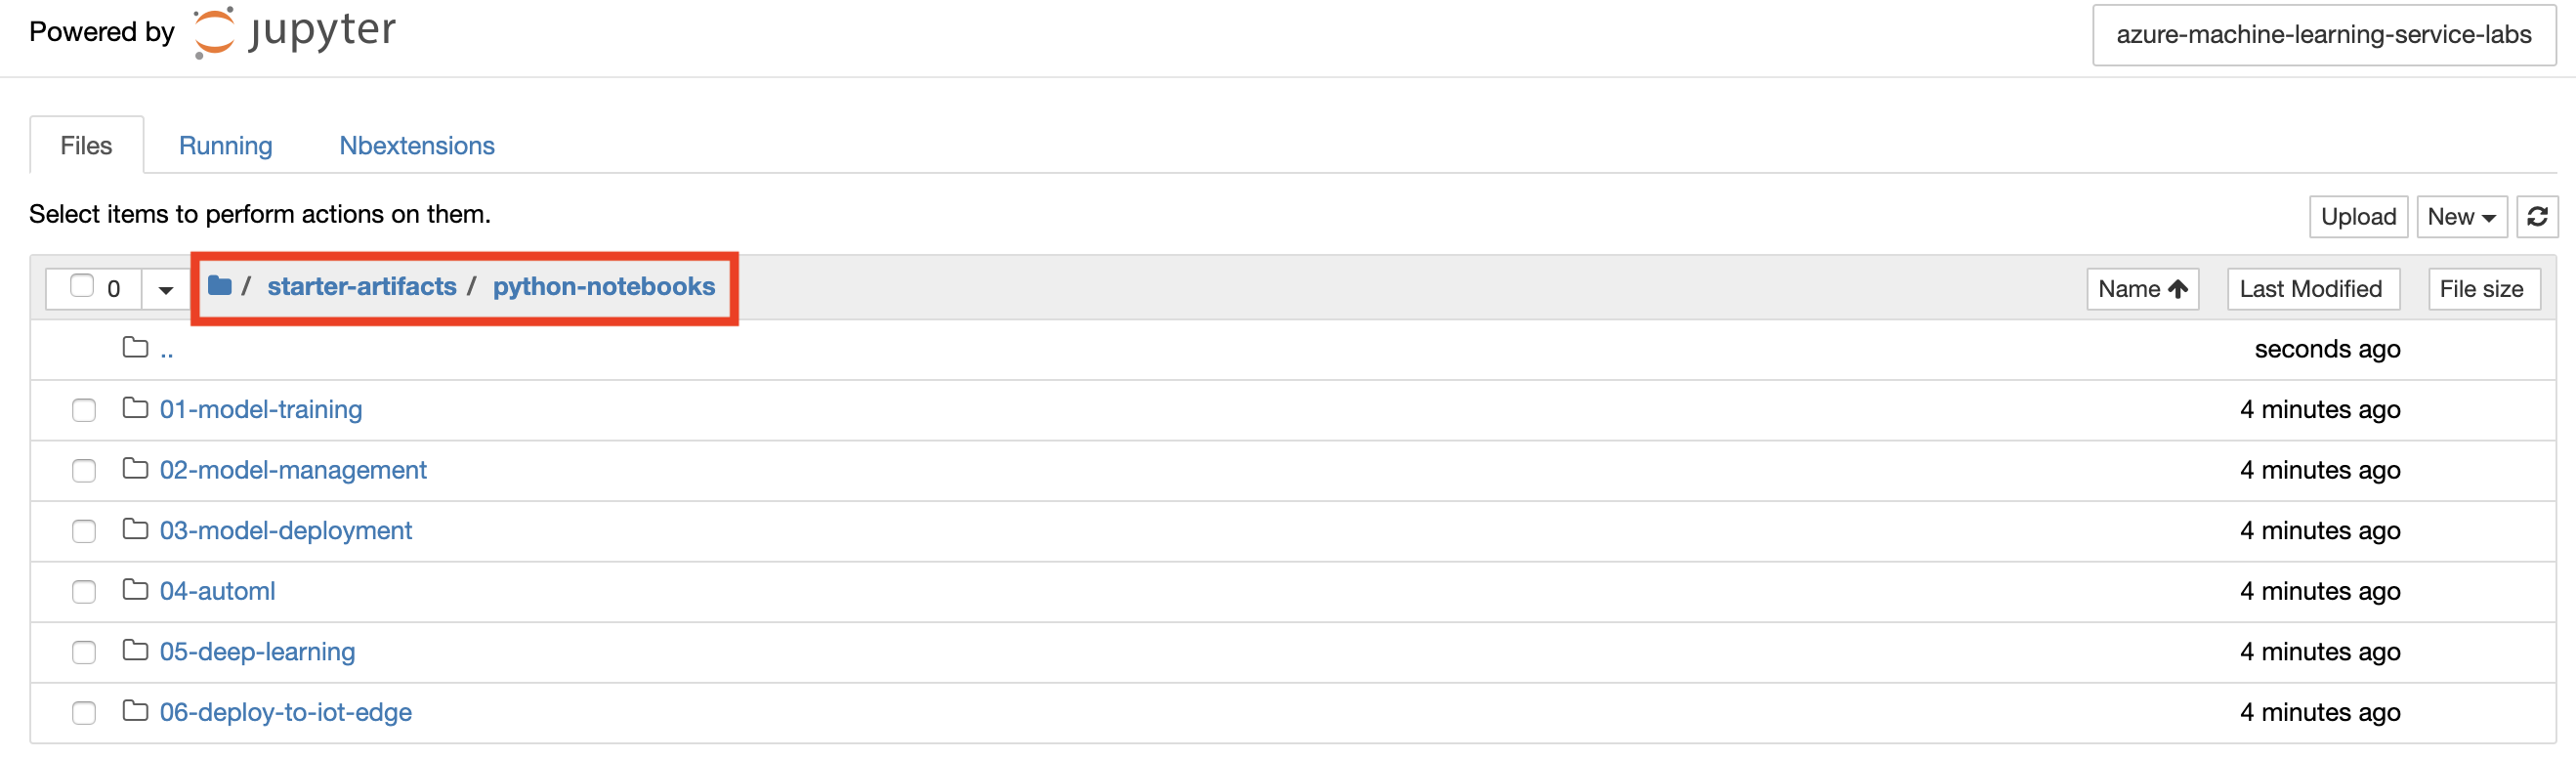 Powered by jupyter azure-machine-learning-service-labs
Files Running Nbextensions
Select items to perform actions on them. Upload New
0 / starter-artifacts / python-notebooks Name Last Modified File size
.. seconds ago
01-model-training 4 minutes ago
02-model-management 4 minutes ago
03-model-deployment 4 minutes ago
04-automl 4 minutes ago
05-deep-learning 4 minutes ago
06-deploy-to-iot-edge 4 minutes ago